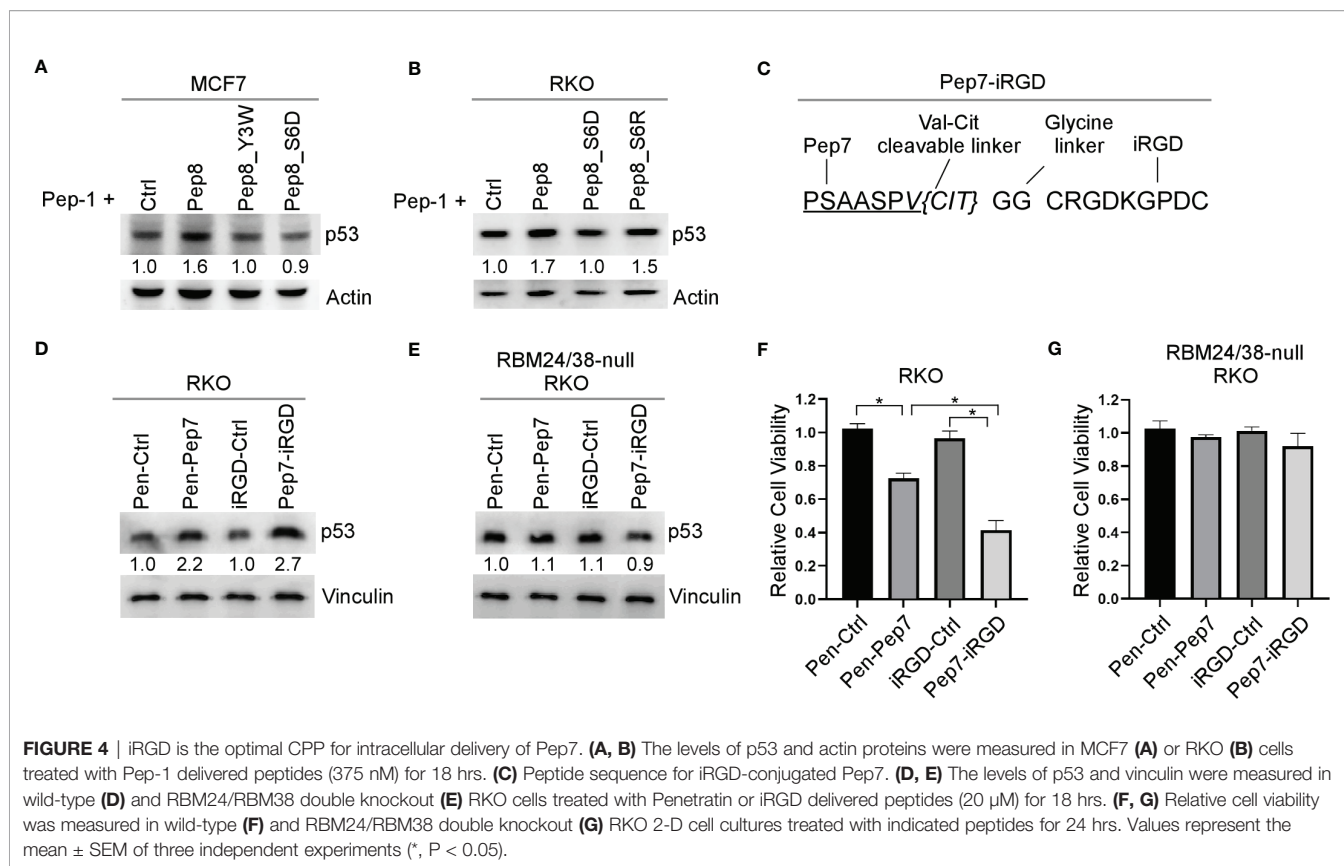 A
MCF7
Pep-1 +
Ctrl
Pep8
Pep8_Y3W
Pep8_S6D
p53
1.0 1.6 1.0 0.9
Actin
B
RKO
Pep-1 +
Ctrl
Pep8
Pep8_S6D
Pep8_S6R
p53
1.0 1.7 1.0 1.5
Actin
C
Pep7-iRGD
Pep7
Val-Cit
cleavable linker
Glycine
linker
iRGD
PSAASPV{CIT} GG CRGDKGPDC
D
RKO
Pen-Ctrl
Pen-Pep7
iRGD-Ctrl
Pep7-iRGD
p53
1.0 2.2 1.0 2.7
Vinculin
E
RBM24/38-null
RKO
Pen-Ctrl
Pen-Pep7
iRGD-Ctrl
Pep7-iRGD
p53
1.0 1.1 1.1 0.9
Vinculin
F
RKO
Relative Cell Viability
1.2
1.0
0.8
0.6
0.4
0.2
0.0
* * *
Pen-Ctrl
Pen-Pep7
iRGD-Ctrl
Pep7-iRGD
G
RBM24/38-null
RKO
Relative Cell Viability
1.2
1.0
0.8
0.6
0.4
0.2
0.0
Pen-Ctrl
Pen-Pep7
iRGD-Ctrl
Pep7-iRGD
FIGURE 4 | iRGD is the optimal CPP for intracellular delivery of Pep7. (A, B) The levels of p53 and actin proteins were measured in MCF7 (A) or RKO (B) cells
treated with Pep-1 delivered peptides (375 nM) for 18 hrs. (C) Peptide sequence for iRGD-conjugated Pep7. (D, E) The levels of p53 and vinculin were measured in
wild-type (D) and RBM24/RBM38 double knockout (E) RKO cells treated with Penetratin or iRGD delivered peptides (20 µM) for 18 hrs. (F, G) Relative cell viability
was measured in wild-type (F) and RBM24/RBM38 double knockout (G) RKO 2-D cell cultures treated with indicated peptides for 24 hrs. Values represent the
mean ± SEM of three independent experiments (*, P < 0.05).